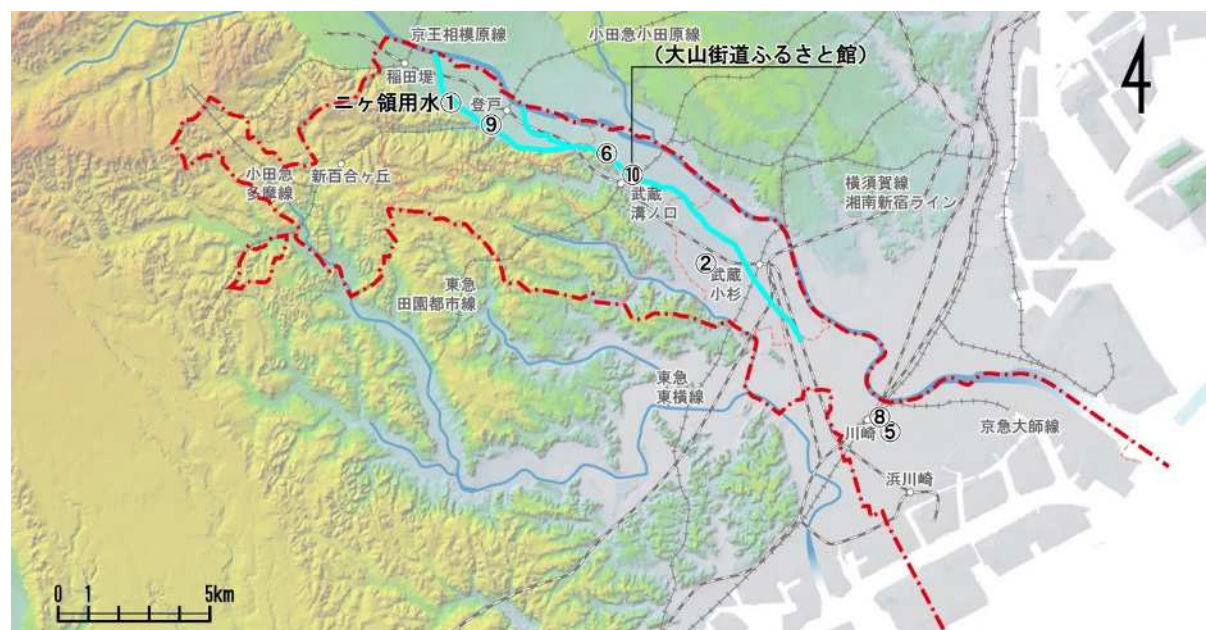 京王相模原線
小田急小田原線
(大山街道ふるさと館)
4
稲田堤
二ヶ領用水①
登戸
⑨
⑥
⑩
小田急
多摩線
新百合ヶ丘
武蔵
溝ノ口
横須賀線
湘南新宿ライン
②
武蔵
小杉
東急
田園都市線
東急
東横線
⑧
川崎
⑤
京急大師線
浜川崎
0 1 5km